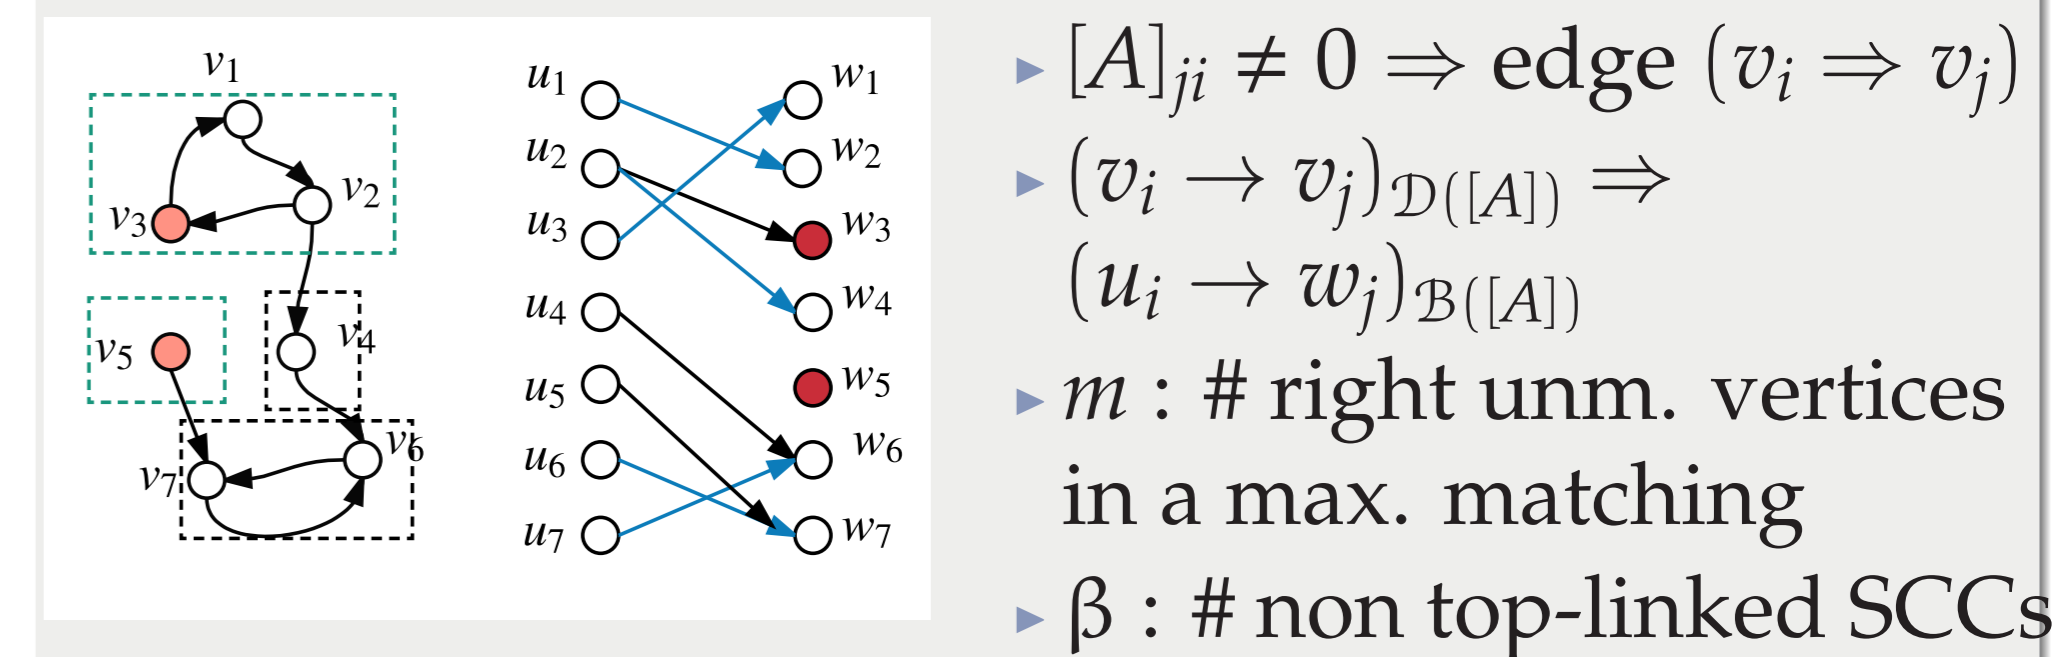 v1
v2
v3
v4
v5
v6
v7
u1
u2
u3
u4
u5
u6
u7
w1
w2
w3
w4
w5
w6
w7
▸ [A]ji ≠ 0 ⇒ edge (vi ⇒ vj)
▸ (vi → vj)𝒟([A]) ⇒
(ui → wj)ℬ([A])
▸ m : # right unm. vertices
in a max. matching
▸ β : # non top-linked SCCs